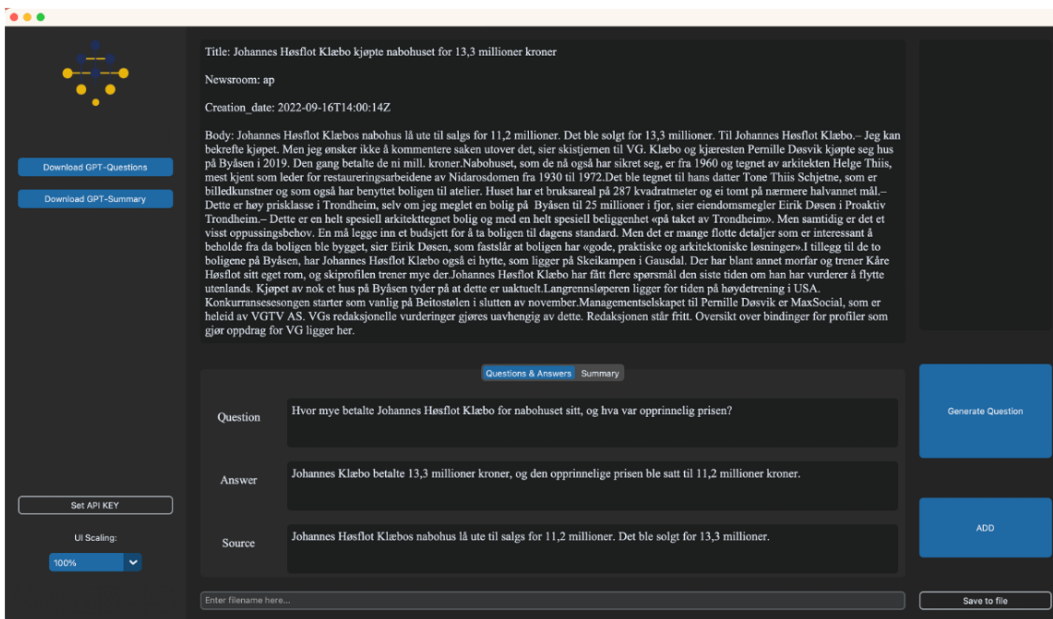 Download GPT-Questions
Download GPT-Summary
Set API KEY
UI Scaling:
100%
Title: Johannes Høsflot Klæbo kjøpte nabohuset for 13,3 millioner kroner
Newsroom: ap
Creation_date: 2022-09-16T14:00:14Z
Body: Johannes Høsflot Klæbos nabohus lå ute til salgs for 11,2 millioner. Det ble solgt for 13,3 millioner. Til Johannes Høsflot Klæbo.– Jeg kan
bekrefte kjøpet. Men jeg ønsker ikke å kommentere saken utover det, sier skistjernen til VG. Klæbo og kjæresten Pernille Døsvik kjøpte seg hus
på Byåsen i 2019. Den gang betalte de ni mill. kroner.Nabohuset, som de nå også har sikret seg, er fra 1960 og tegnet av arkitekten Helge Thiis,
mest kjent som leder for restaureringsarbeidene av Nidarosdomen fra 1930 til 1972.Det ble tegnet til hans datter Tone Thiis Schjetne, som er
billedkunstner og som også har benyttet boligen til atelier. Huset har et bruksareal på 287 kvadratmeter og ei tomt på nærmere halvannet mål.–
Dette er høy prisklasse i Trondheim, selv om jeg meglet en bolig på  Byåsen til 25 millioner i fjor, sier eiendomsmegler Eirik Døsen i Proaktiv
Trondheim.– Dette er en helt spesiell arkitekttegnet bolig og med en helt spesiell beliggenhet «på taket av Trondheim». Men samtidig er det et
visst oppussingsbehov. En må legge inn et budsjett for å ta boligen til dagens standard. Men det er mange flotte detaljer som er interessant å
beholde fra da boligen ble bygget, sier Eirik Døsen, som fastslår at boligen har «gode, praktiske og arkitektoniske løsninger».I tillegg til de to
boligene på Byåsen, har Johannes Høsflot Klæbo også ei hytte, som ligger på Skeikampen i Gausdal. Der har blant annet morfar og trener Kåre
Høsflot sitt eget rom, og skiprofilen trener mye der.Johannes Høsflot Klæbo har fått flere spørsmål den siste tiden om han har vurderer å flytte
utenlands. Kjøpet av nok et hus på Byåsen tyder på at dette er uaktuelt.Langrennsløperen ligger for tiden på høydetrening i USA.
Konkurransesesongen starter som vanlig på Beitostølen i slutten av november.Managementselskapet til Pernille Døsvik er MaxSocial, som er
heleid av VGTV AS. VGs redaksjonelle vurderinger gjøres uavhengig av dette. Redaksjonen står fritt. Oversikt over bindinger for profiler som
gjør oppdrag for VG ligger her.
Questions & Answers Summary
Question
Hvor mye betalte Johannes Høsflot Klæbo for nabohuset sitt, og hva var opprinnelig prisen?
Answer
Johannes Klæbo betalte 13,3 millioner kroner, og den opprinnelige prisen ble satt til 11,2 millioner kroner.
Source
Johannes Høsflot Klæbos nabohus lå ute til salgs for 11,2 millioner. Det ble solgt for 13,3 millioner.
Enter filename here...
Generate Question
ADD
Save to file